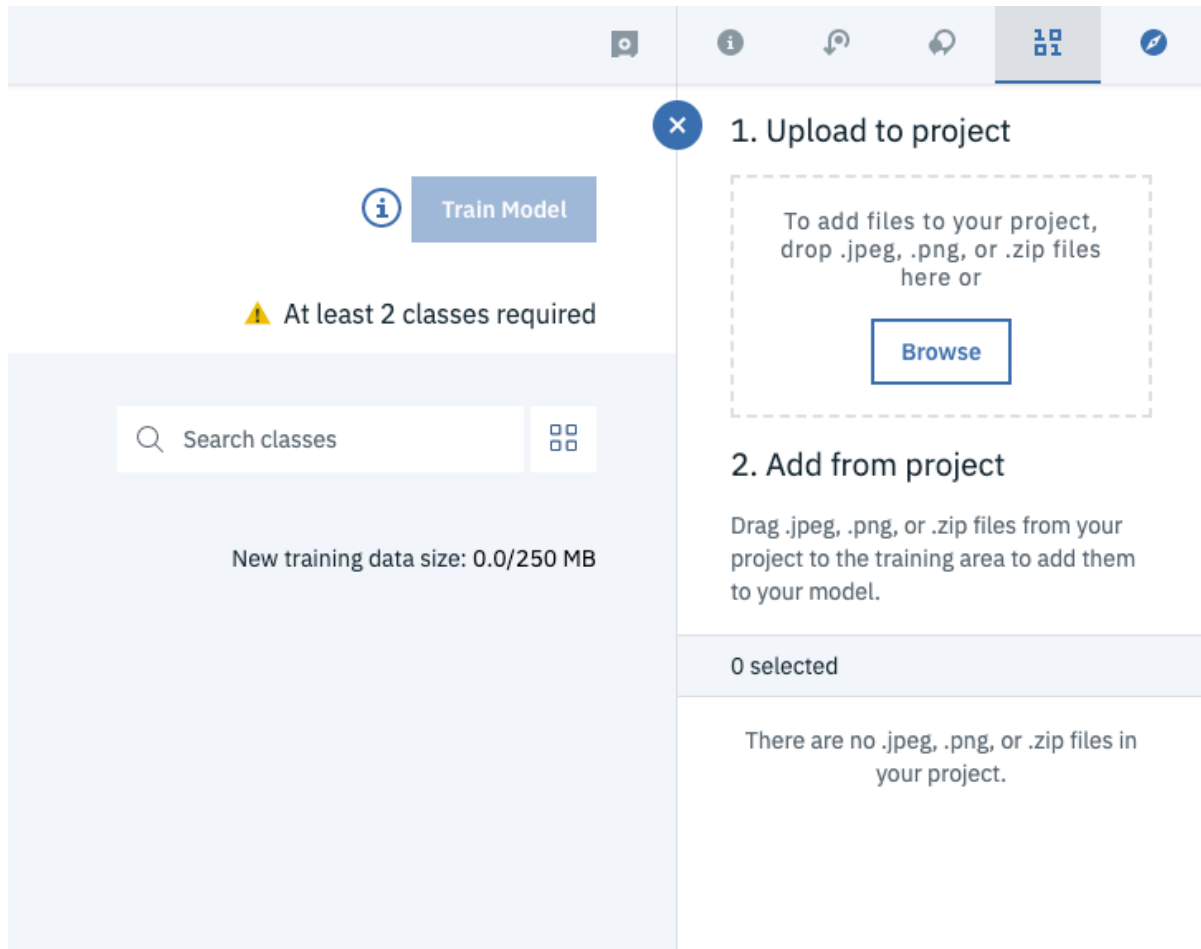 1. Upload to project
Train Model
To add files to your project,
drop .jpeg, .png, or .zip files
here or
At least 2 classes required
Browse
Search classes
2. Add from project
Drag .jpeg, .png, or .zip files from your
project to the training area to add them
to your model.
New training data size: 0.0/250 MB
0 selected
There are no .jpeg, .png, or .zip files in
your project.